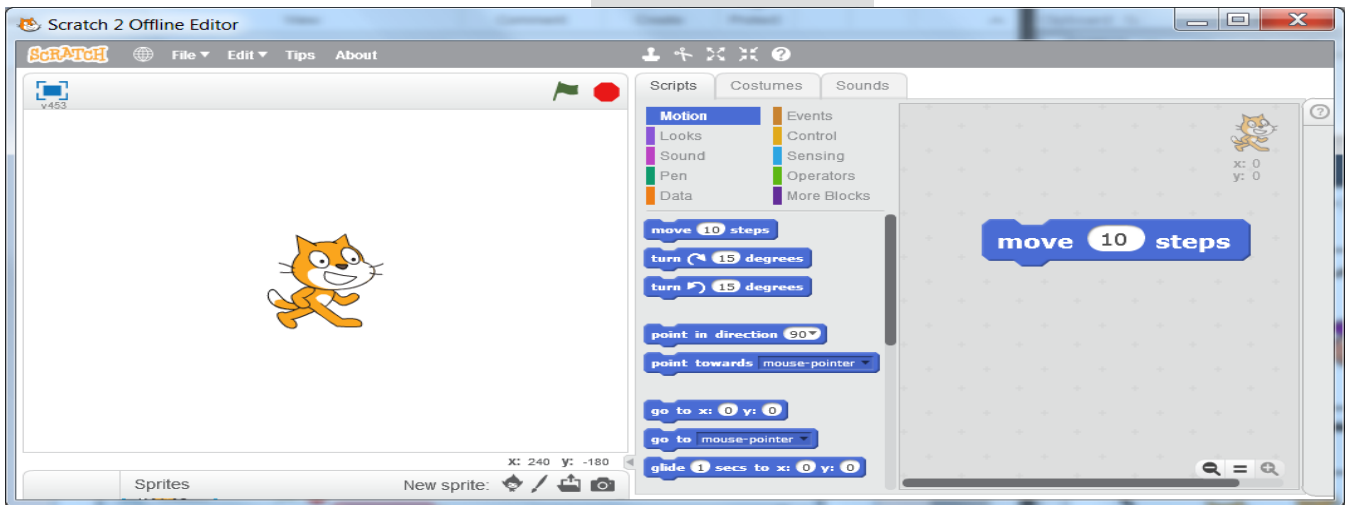 Scratch 2 Offline Editor
SCRATCH File Edit Tips About
v453
Scripts Costumes Sounds
Motion Events
Looks Control
Sound Sensing
Pen Operators
Data More Blocks
move 10 steps
turn 15 degrees
turn 15 degrees
point in direction 90
point towards mouse-pointer
go to x: 0 y: 0
go to mouse-pointer
glide 1 secs to x: 0 y: 0
x: 0
y: 0
move 10 steps
X: 240 y: -180
Sprites New sprite: